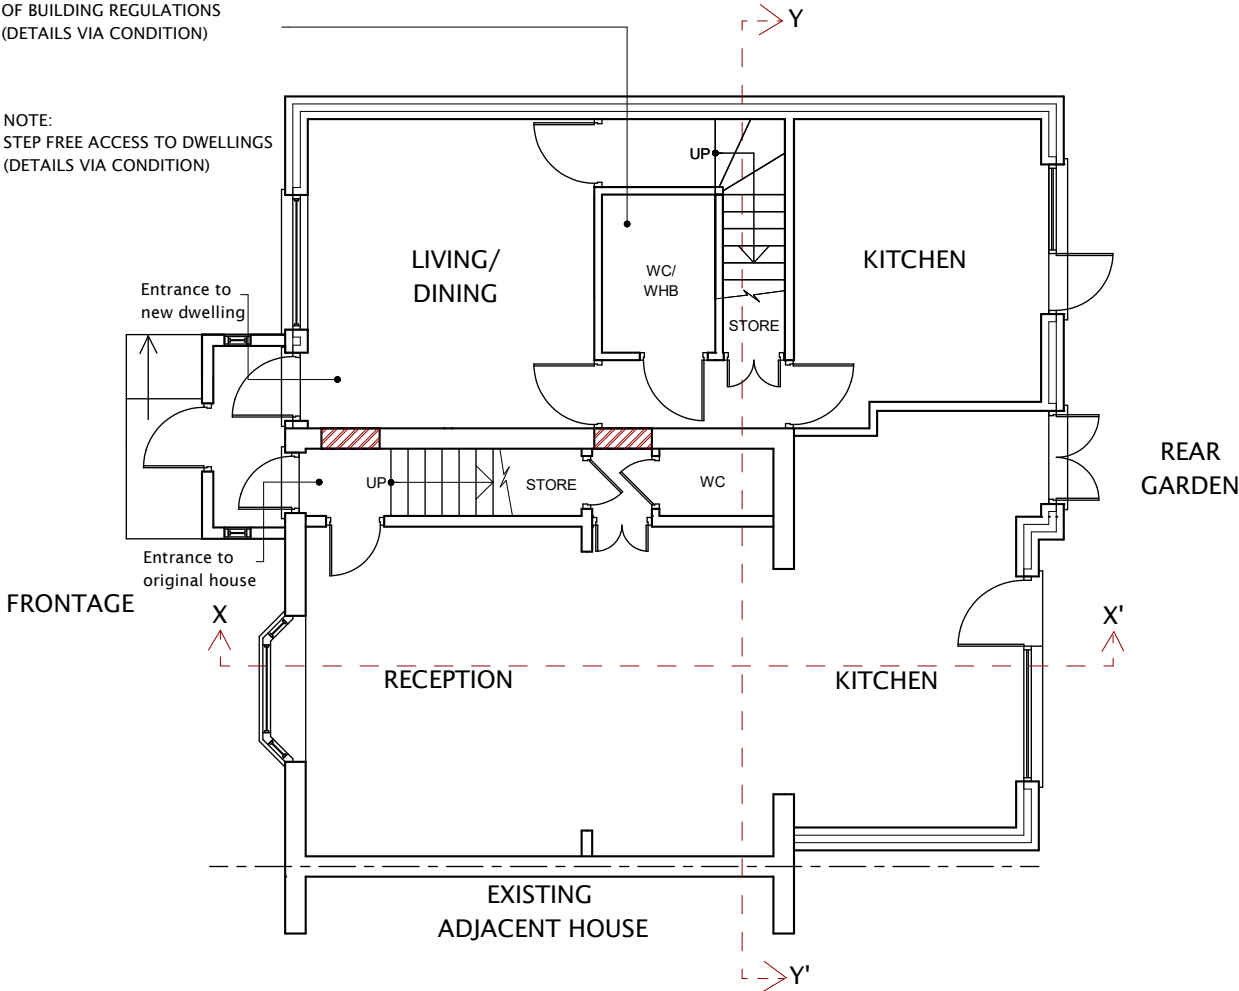 OF BUILDING REGULATIONS
(DETAILS VIA CONDITION)
Y
NOTE:
STEP FREE ACCESS TO DWELLINGS
(DETAILS VIA CONDITION)
UP
LIVING/
DINING
KITCHEN
WC/
WHB
Entrance to
new dwelling
STORE
REAR
GARDEN
UP
STORE
WC
Entrance to
original house
FRONTAGE
X
X'
RECEPTION
KITCHEN
EXISTING
ADJACENT HOUSE
Y'